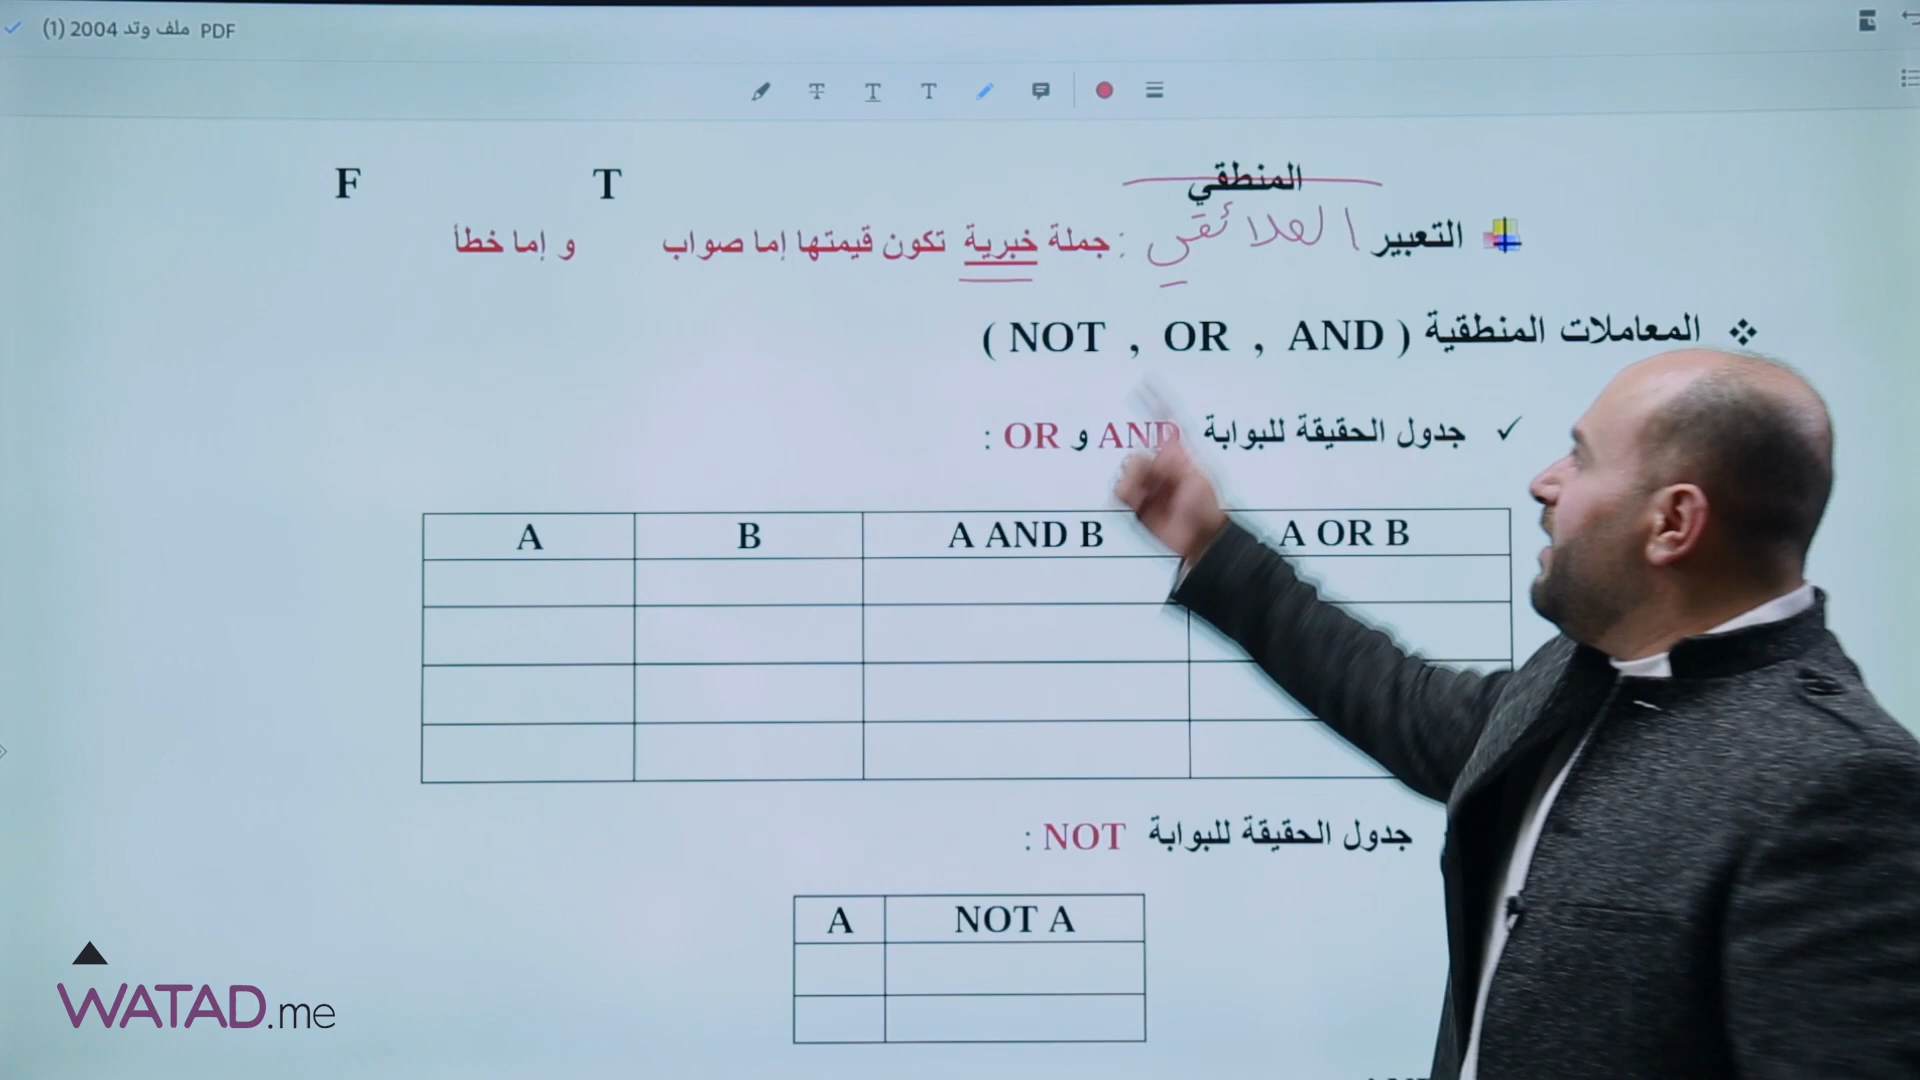 ملف وتد 2004 (1) PDF
T T T
المنطقي
T F
التعبير العلائقي : جملة خبرية تكون قيمتها إما صواب و إما خطأ
المعاملات المنطقية ( NOT , OR , AND )
✓ جدول الحقيقة للبوابة AND و OR :
A B A AND B A OR B
جدول الحقيقة للبوابة NOT :
A NOT A
WATAD.me